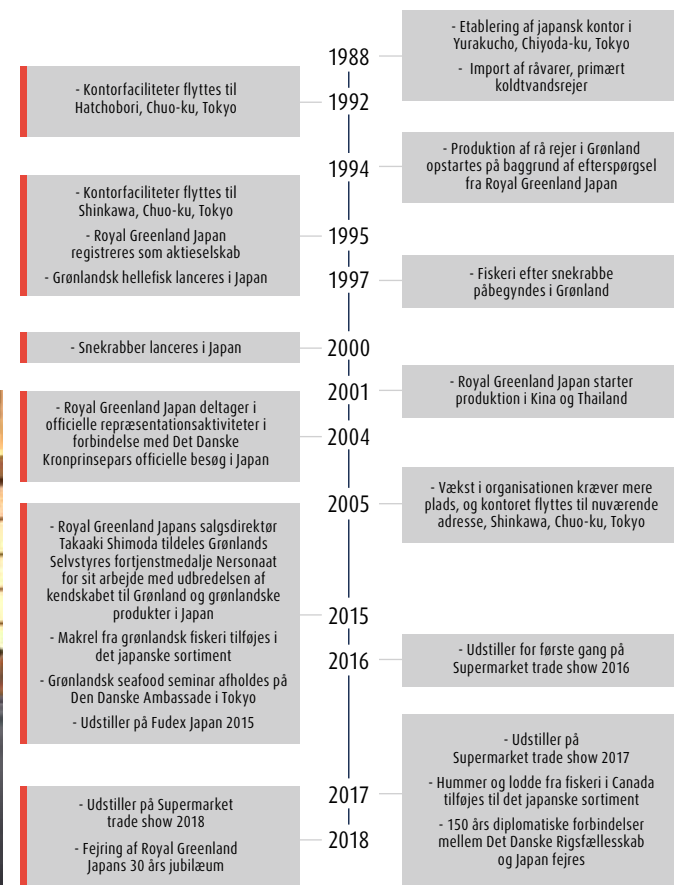 1988
- Etablering af japansk kontor i
Yurakucho, Chiyoda-ku, Tokyo
- Import af råvarer, primært
koldtvandsrejer
- Kontorfaciliteter flyttes til
Hatchobori, Chuo-ku, Tokyo
1992
1994
- Produktion af rå rejer i Grønland
opstartes på baggrund af efterspørgsel
fra Royal Greenland Japan
- Kontorfaciliteter flyttes til
Shinkawa, Chuo-ku, Tokyo
- Royal Greenland Japan
registreres som aktieselskab
- Grønlandsk hellefisk lanceres i Japan
1995
1997
- Fiskeri efter snekrabbe
påbegyndes i Grønland
- Snekrabber lanceres i Japan
2000
2001
- Royal Greenland Japan starter
produktion i Kina og Thailand
- Royal Greenland Japan deltager i
officielle repræsentationsaktiviteter i
forbindelse med Det Danske
Kronprinsepars officielle besøg i Japan
2004
2005
- Vækst i organisationen kræver mere
plads, og kontoret flyttes til nuværende
adresse, Shinkawa, Chuo-ku, Tokyo
- Royal Greenland Japans salgsdirektør
Takaaki Shimoda tildeles Grønlands
Selvstyres fortjenstmedalje Nersonaat
for sit arbejde med udbredelsen af
kendskabet til Grønland og grønlandske
produkter i Japan
- Makrel fra grønlandsk fiskeri tilføjes i
det japanske sortiment
- Grønlandsk seafood seminar afholdes på
Den Danske Ambassade i Tokyo
- Udstiller på Fudex Japan 2015
2015
2016
- Udstiller for første gang på
Supermarket trade show 2016
2017
- Udstiller på
Supermarket trade show 2017
- Hummer og lodde fra fiskeri i Canada
tilføjes til det japanske sortiment
- 150 års diplomatiske forbindelser
mellem Det Danske Rigsfællesskab
og Japan fejres
- Udstiller på Supermarket
trade show 2018
- Fejring af Royal Greenland
Japans 30 års jubilæum
2018